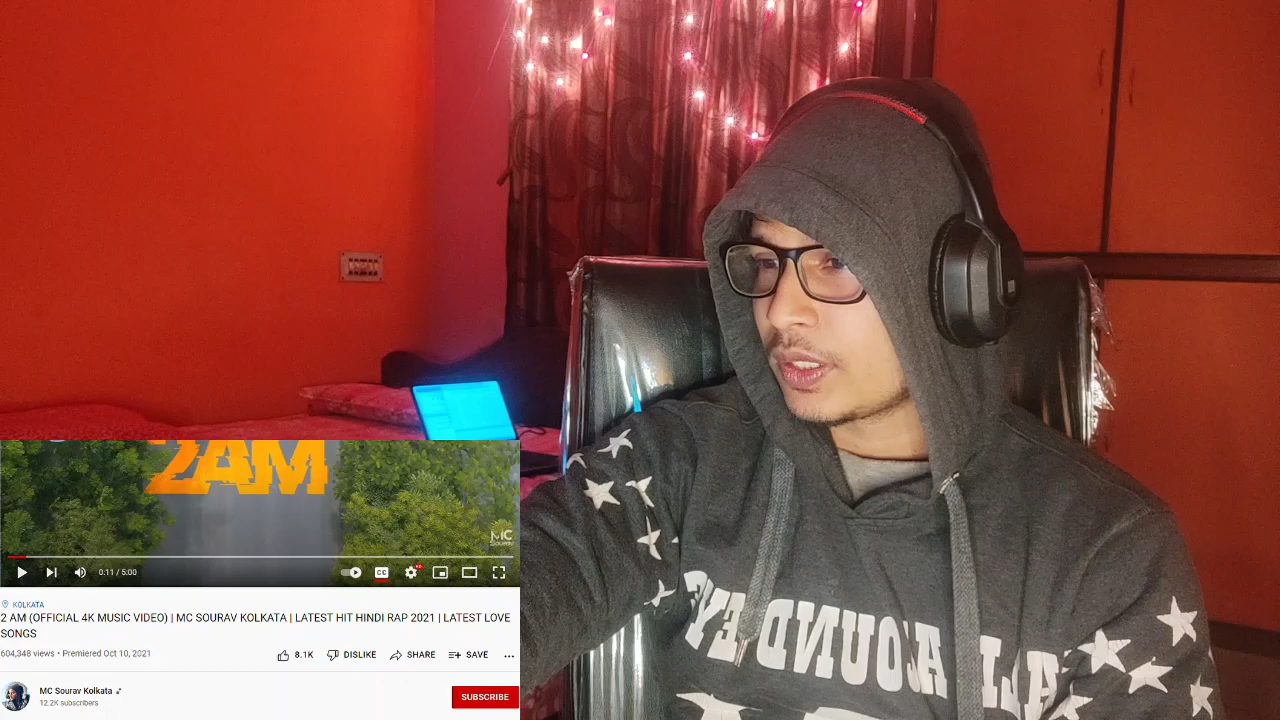 2AM
MC
SOURAV
0:11 / 5:00
CC
KOLKATA
2 AM (OFFICIAL 4K MUSIC VIDEO) | MC SOURAV KOLKATA | LATEST HIT HINDI RAP 2021 | LATEST LOVE
SONGS
604,348 views • Premiered Oct 10, 2021
8.1K DISLIKE SHARE SAVE
MC Sourav Kolkata
12.2K subscribers
SUBSCRIBE